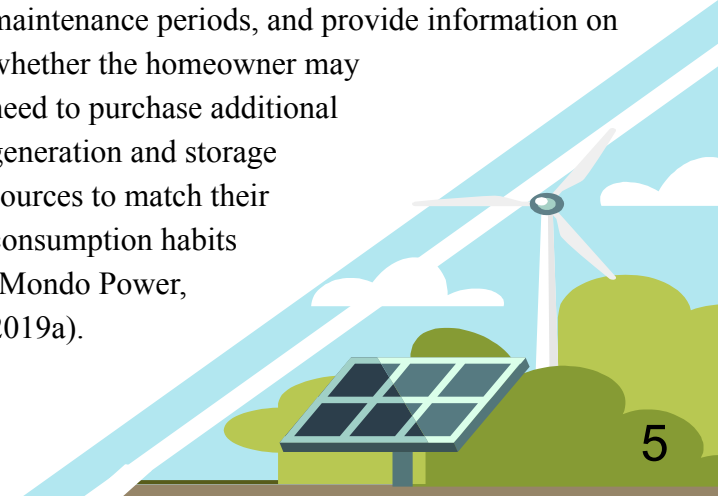 maintenance periods, and provide information on
whether the homeowner may
need to purchase additional
generation and storage
sources to match their
consumption habits
(Mondo Power,
2019a).
5